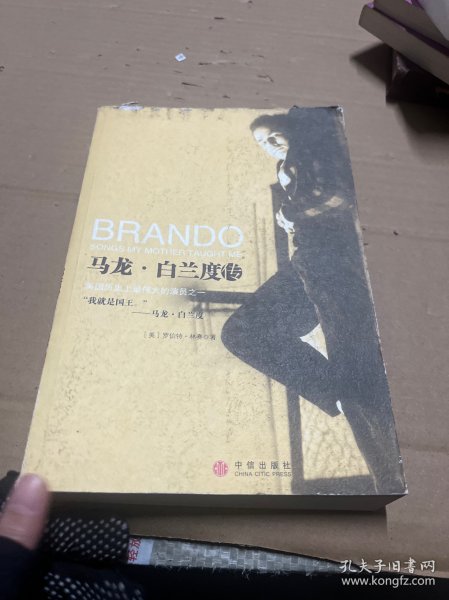 BRANDO
SONGS MY MOTHER TAUGHT ME
马龙·白兰度传
美国历史上最伟大的演员之一
“我就是国王。”
——马龙·白兰度
[美] 罗伯特·林赛 ◎著
中信出版社
CHINA CITIC PRESS
孔夫子旧书网
www.kongfz.com